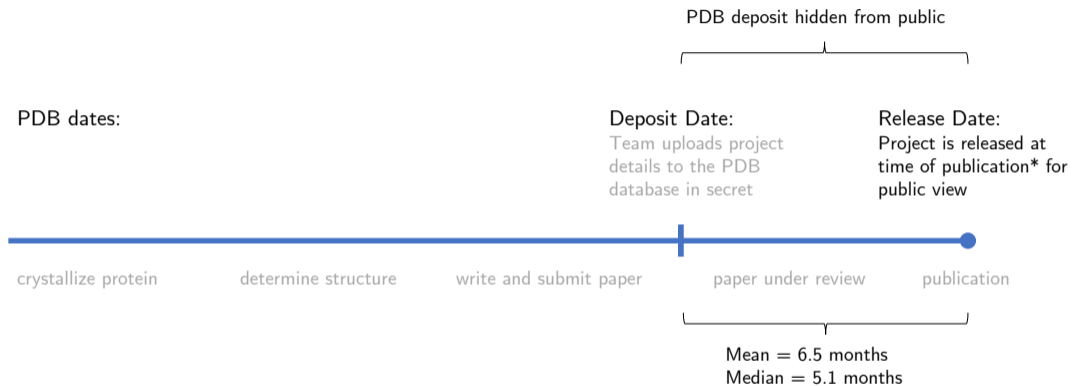 PDB deposit hidden from public
PDB dates:
Deposit Date:
Team uploads project
details to the PDB
database in secret
Release Date:
Project is released at
time of publication* for
public view
crystallize protein
determine structure
write and submit paper
paper under review
publication
Mean = 6.5 months
Median = 5.1 months